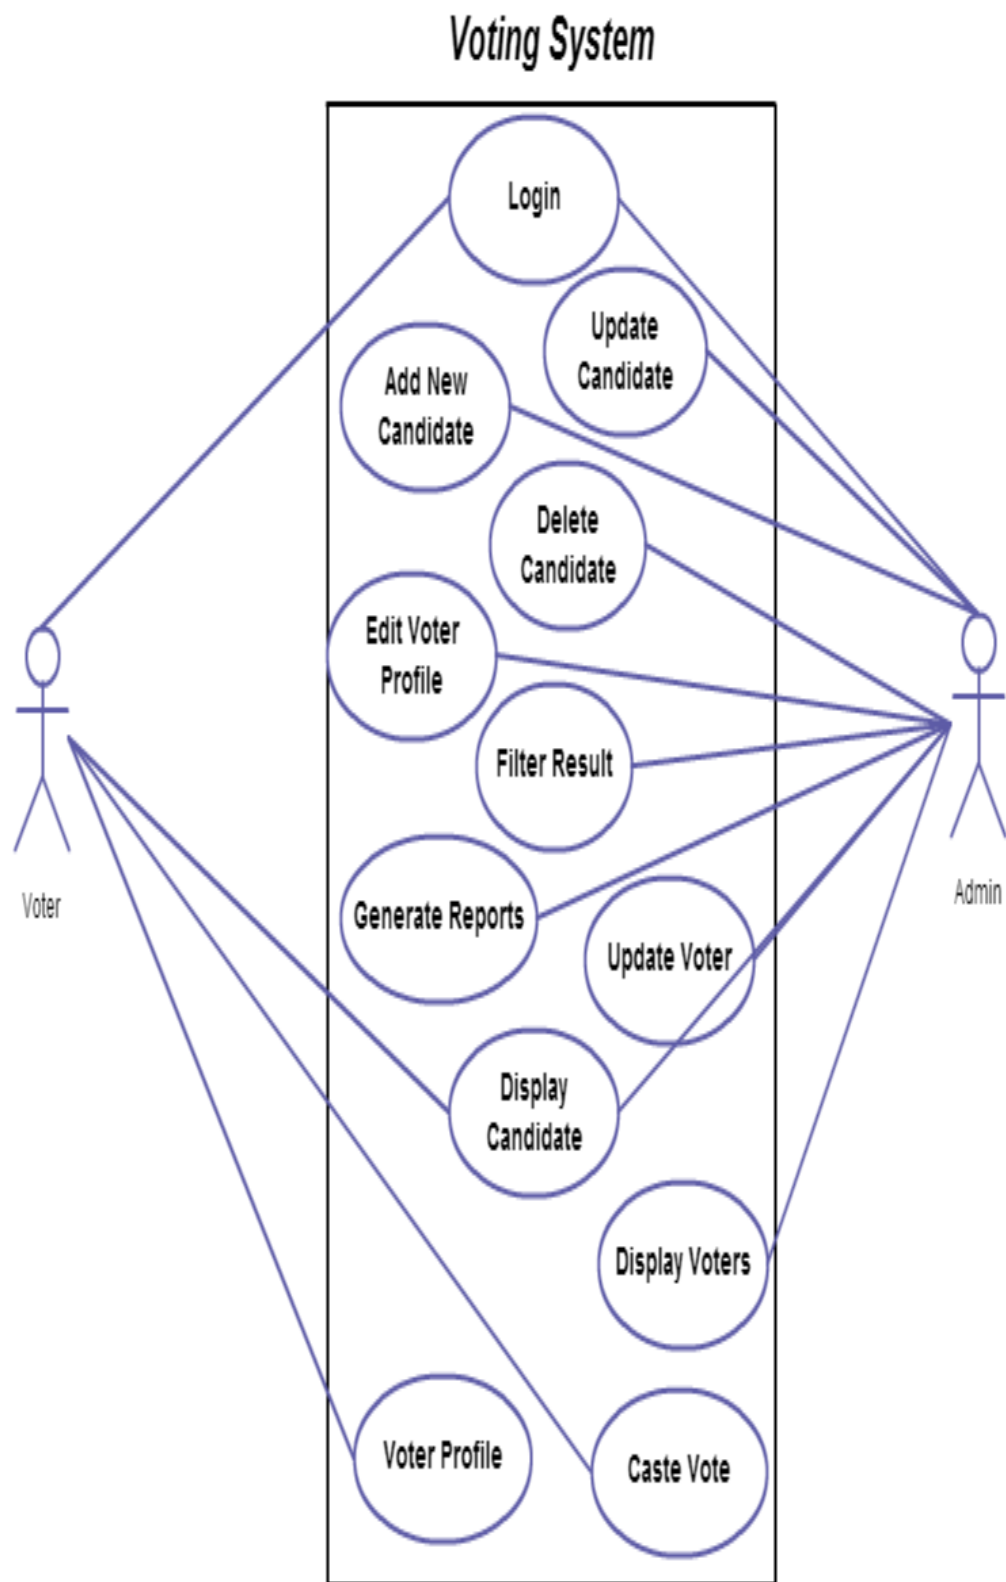 Voting System
Login
Update
Candidate
Add New
Candidate
Delete
Candidate
Edit Voter
Profile
Filter Result
Voter
Admin
Generate Reports
Update Voter
Display
Candidate
Display Voters
Voter Profile
Caste Vote